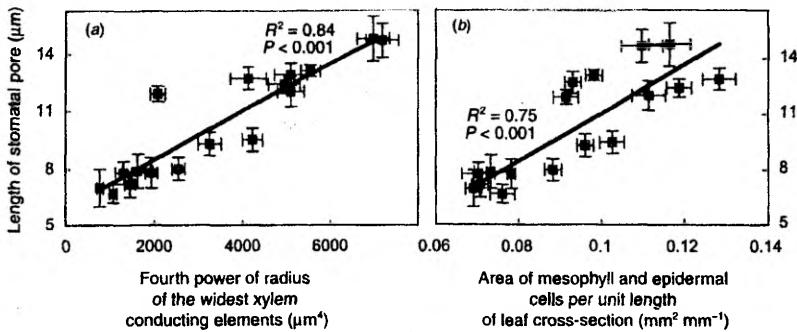 Length of stomatal pore (µm)
(a)
R² = 0.84
P < 0.001
14
11
8
5
0
2000
4000
6000
Fourth power of radius
of the widest xylem
conducting elements (µm⁴)
(b)
R² = 0.75
P < 0.001
14
11
8
5
0.06
0.08
0.1
0.12
0.14
Area of mesophyll and epidermal
cells per unit length
of leaf cross-section (mm² mm⁻¹)